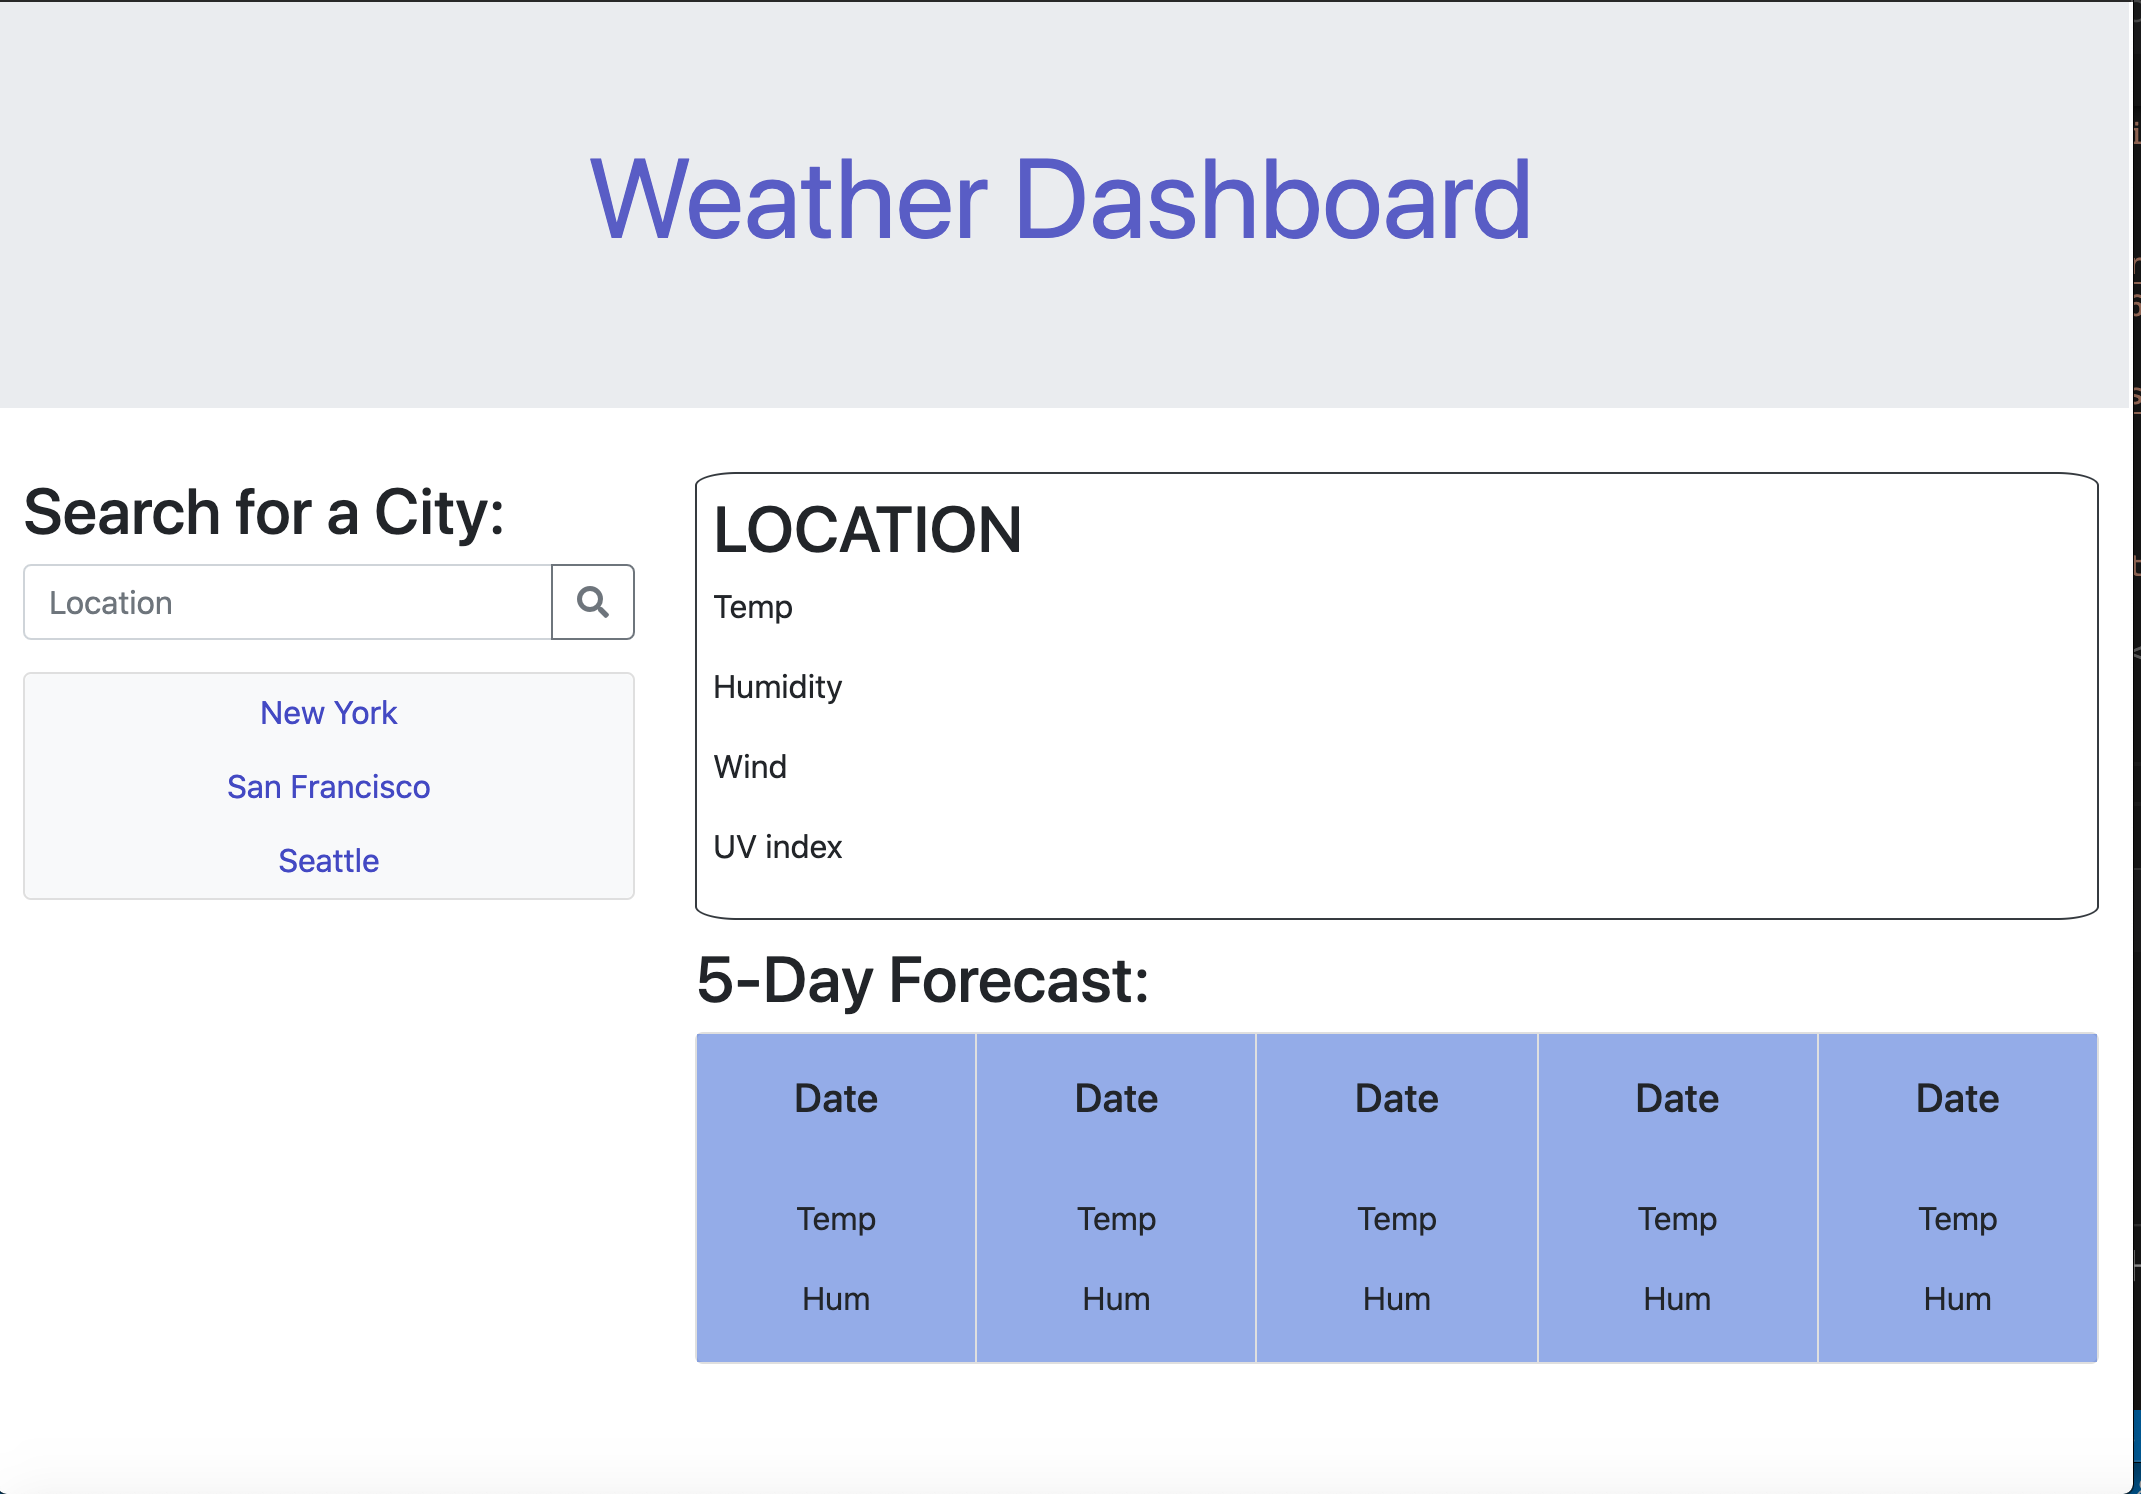 Weather Dashboard
Search for a City:
Location
New York
San Francisco
Seattle
LOCATION
Temp
Humidity
Wind
UV index
5-Day Forecast:
Date Date Date Date Date
Temp Temp Temp Temp Temp
Hum Hum Hum Hum Hum